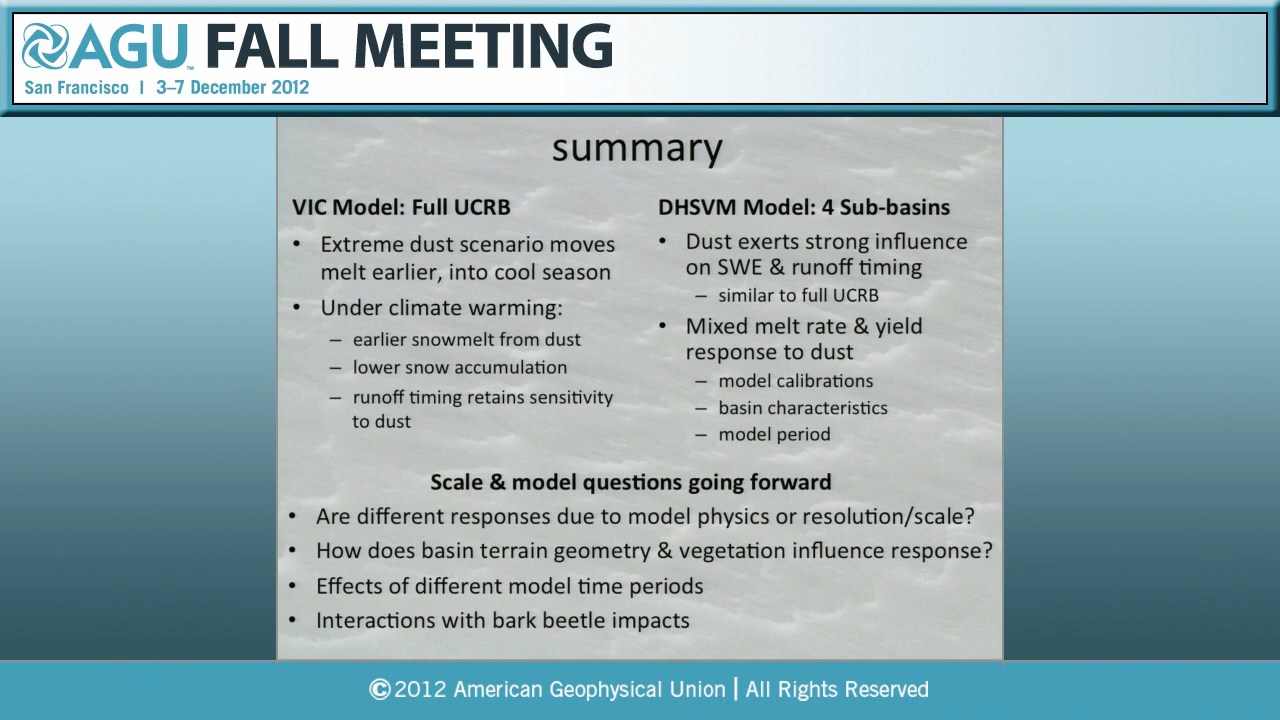 AGU FALL MEETING
San Francisco | 3–7 December 2012
summary
VIC Model: Full UCRB
• Extreme dust scenario moves
melt earlier, into cool season
• Under climate warming:
– earlier snowmelt from dust
– lower snow accumulation
– runoff timing retains sensitivity
to dust
DHSVM Model: 4 Sub-basins
• Dust exerts strong influence
on SWE & runoff timing
– similar to full UCRB
• Mixed melt rate & yield
response to dust
– model calibrations
– basin characteristics
– model period
Scale & model questions going forward
• Are different responses due to model physics or resolution/scale?
• How does basin terrain geometry & vegetation influence response?
• Effects of different model time periods
• Interactions with bark beetle impacts
©2012 American Geophysical Union | All Rights Reserved